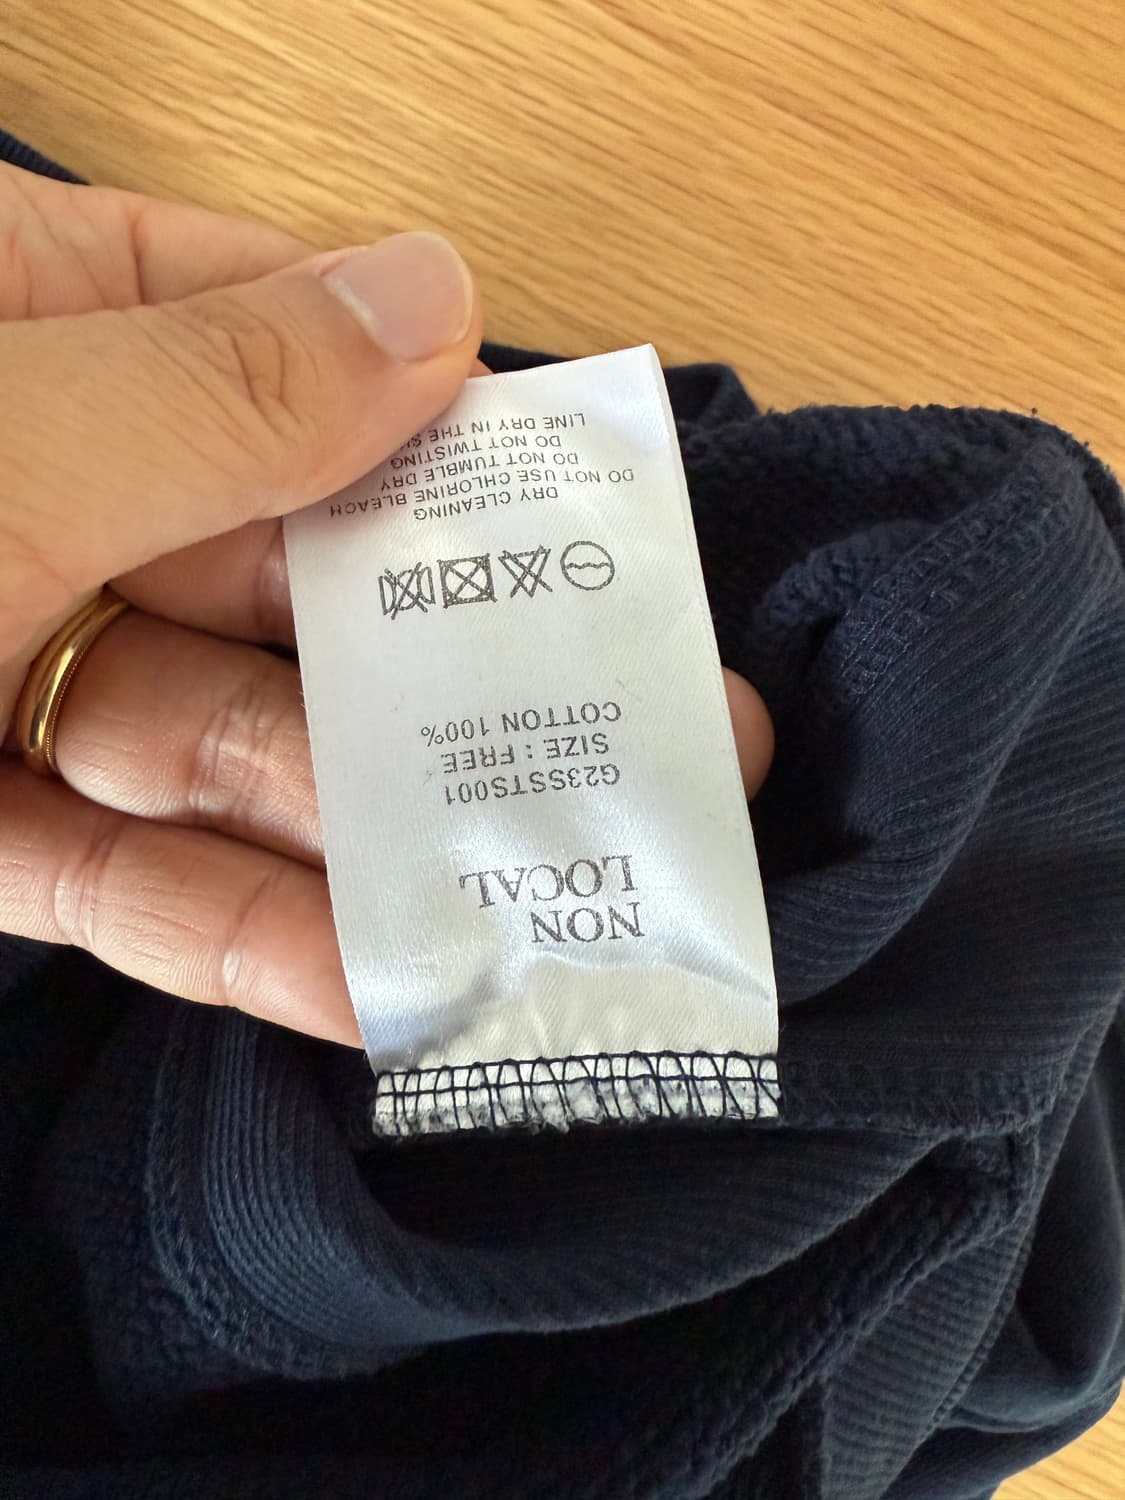 NON
LOCAL
G23SSTS001
SIZE : FREE
COTTON 100%
DRY CLEANING
DO NOT USE CHLORINE BLEACH
DO NOT TUMBLE DRY
DO NOT TWISTING
LINE DRY IN THE